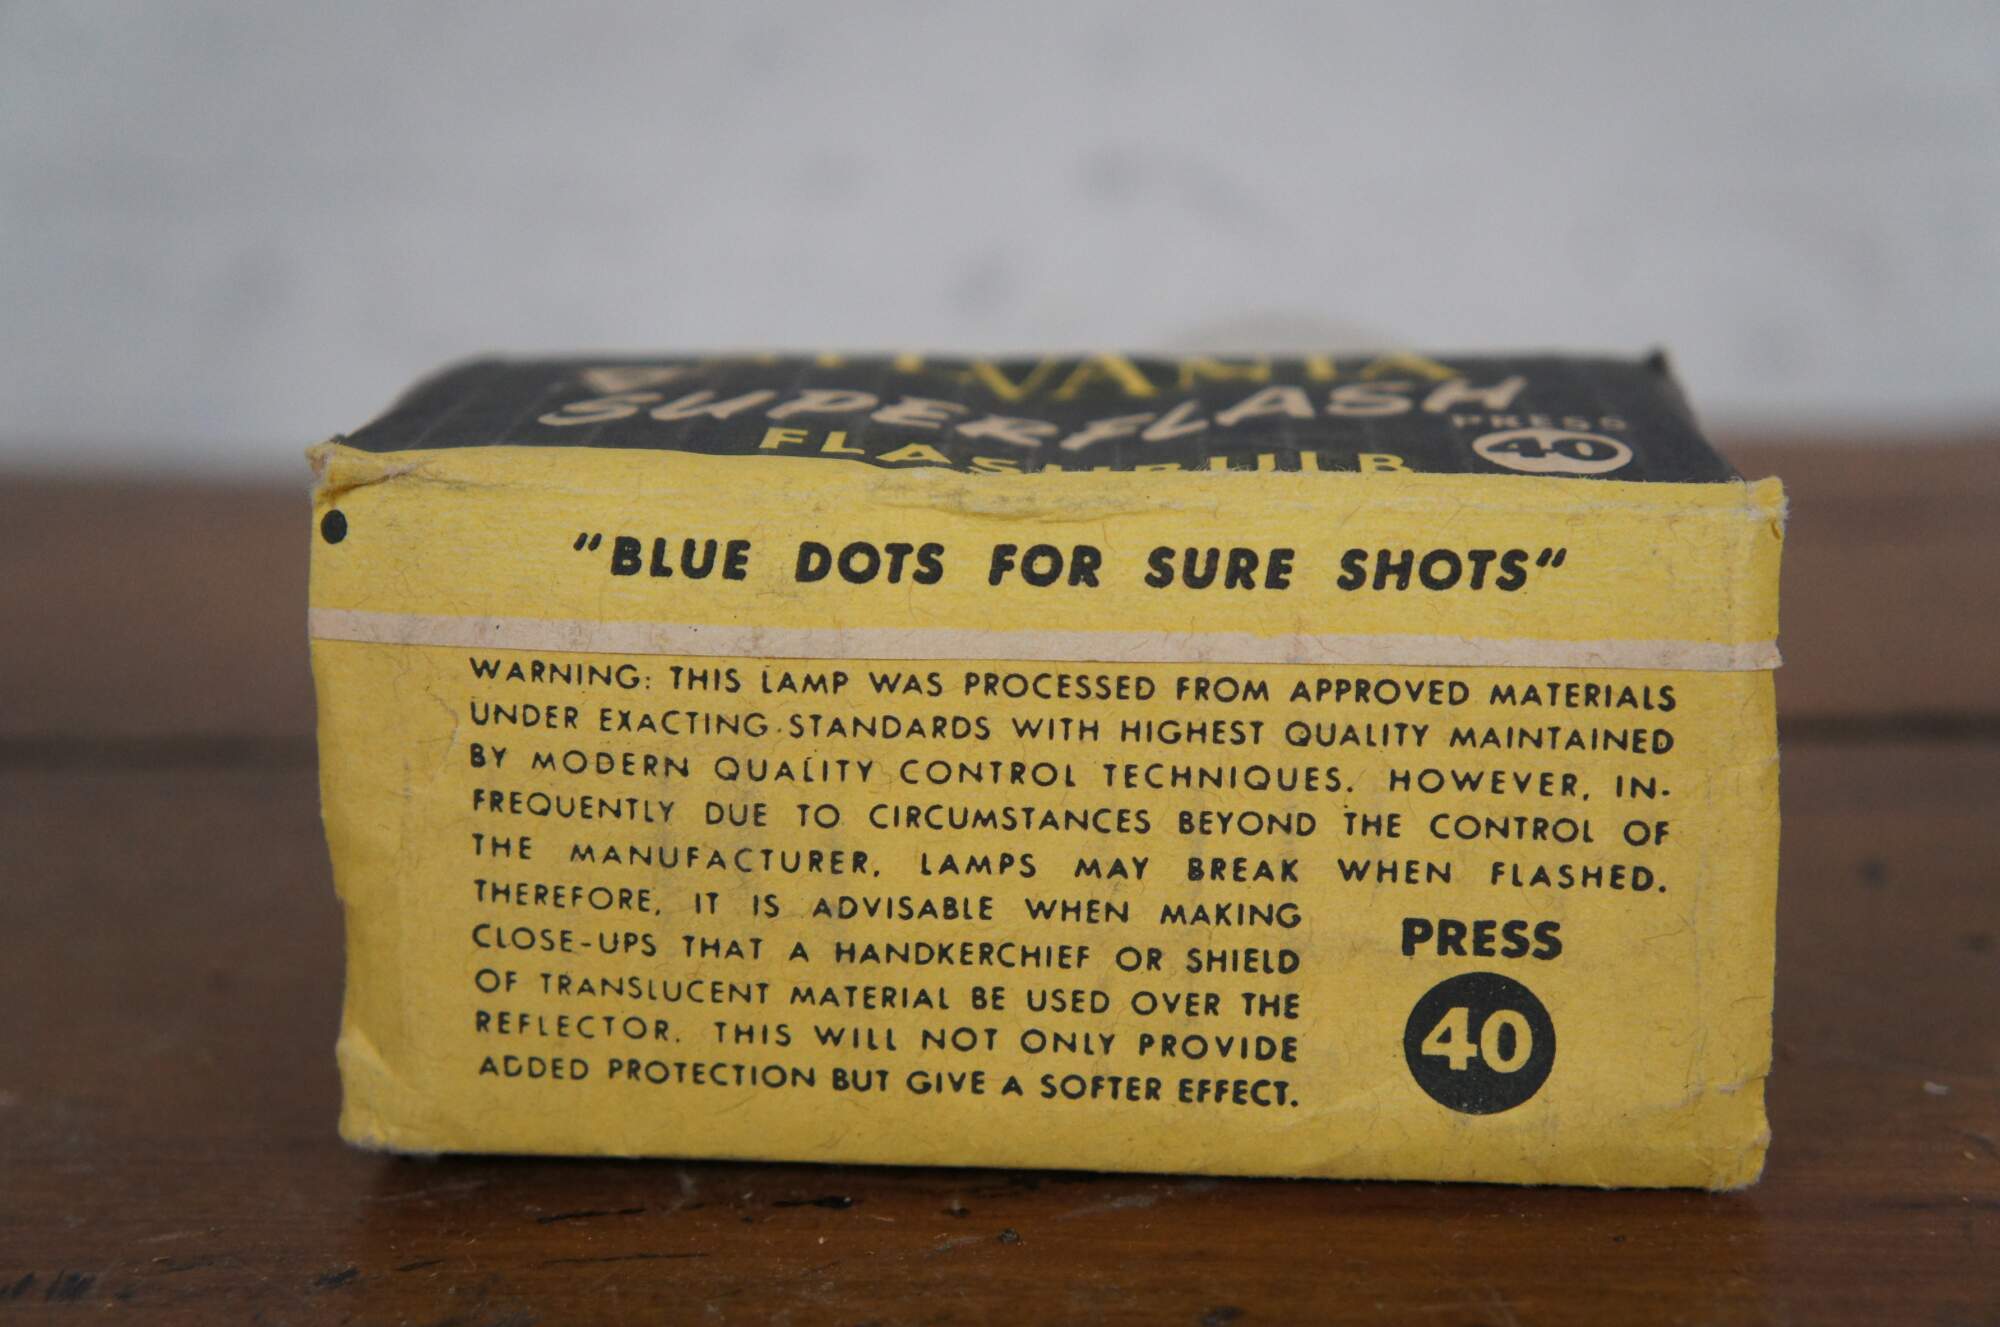 SYLVANIA
SUPERFLASH
PRESS
40
FLASHBULB
"BLUE DOTS FOR SURE SHOTS"
WARNING: THIS LAMP WAS PROCESSED FROM APPROVED MATERIALS
UNDER EXACTING STANDARDS WITH HIGHEST QUALITY MAINTAINED
BY MODERN QUALITY CONTROL TECHNIQUES. HOWEVER, IN-
FREQUENTLY DUE TO CIRCUMSTANCES BEYOND THE CONTROL OF
THE MANUFACTURER, LAMPS MAY BREAK WHEN FLASHED.
THEREFORE, IT IS ADVISABLE WHEN MAKING
CLOSE-UPS THAT A HANDKERCHIEF OR SHIELD
OF TRANSLUCENT MATERIAL BE USED OVER THE
REFLECTOR. THIS WILL NOT ONLY PROVIDE
ADDED PROTECTION BUT GIVE A SOFTER EFFECT.
PRESS
40